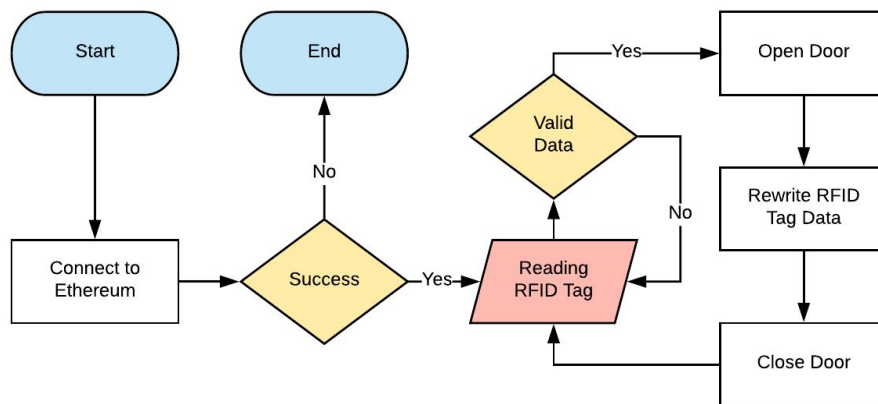 Start
End
Yes
Open Door
Valid
Data
No
No
Rewrite RFID
Tag Data
Connect to
Ethereum
Success
Yes
Reading
RFID Tag
Close Door